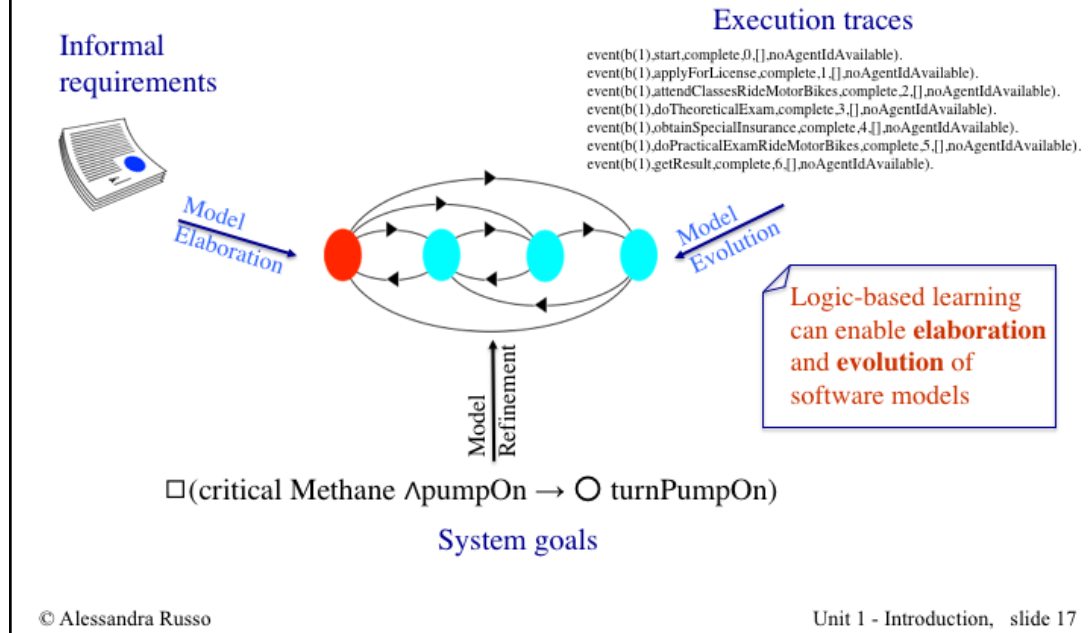 Execution traces
Informal
requirements
event(b(1),start,complete,0,[],noAgentIdAvailable).
event(b(1),applyForLicense,complete,1,[],noAgentIdAvailable).
event(b(1),attendClassesRideMotorBikes,complete,2,[],noAgentIdAvailable).
event(b(1),doTheoreticalExam,complete,3,[],noAgentIdAvailable).
event(b(1),obtainSpecialInsurance,complete,4,[],noAgentIdAvailable).
event(b(1),doPracticalExamRideMotorBikes,complete,5,[],noAgentIdAvailable).
event(b(1),getResult,complete,6,[],noAgentIdAvailable).
Model
Elaboration
Model
Evolution
Logic-based learning
can enable elaboration
and evolution of
software models
Model
Refinement
□(critical Methane ∧pumpOn → ○ turnPumpOn)
System goals
© Alessandra Russo
Unit 1 - Introduction, slide 17